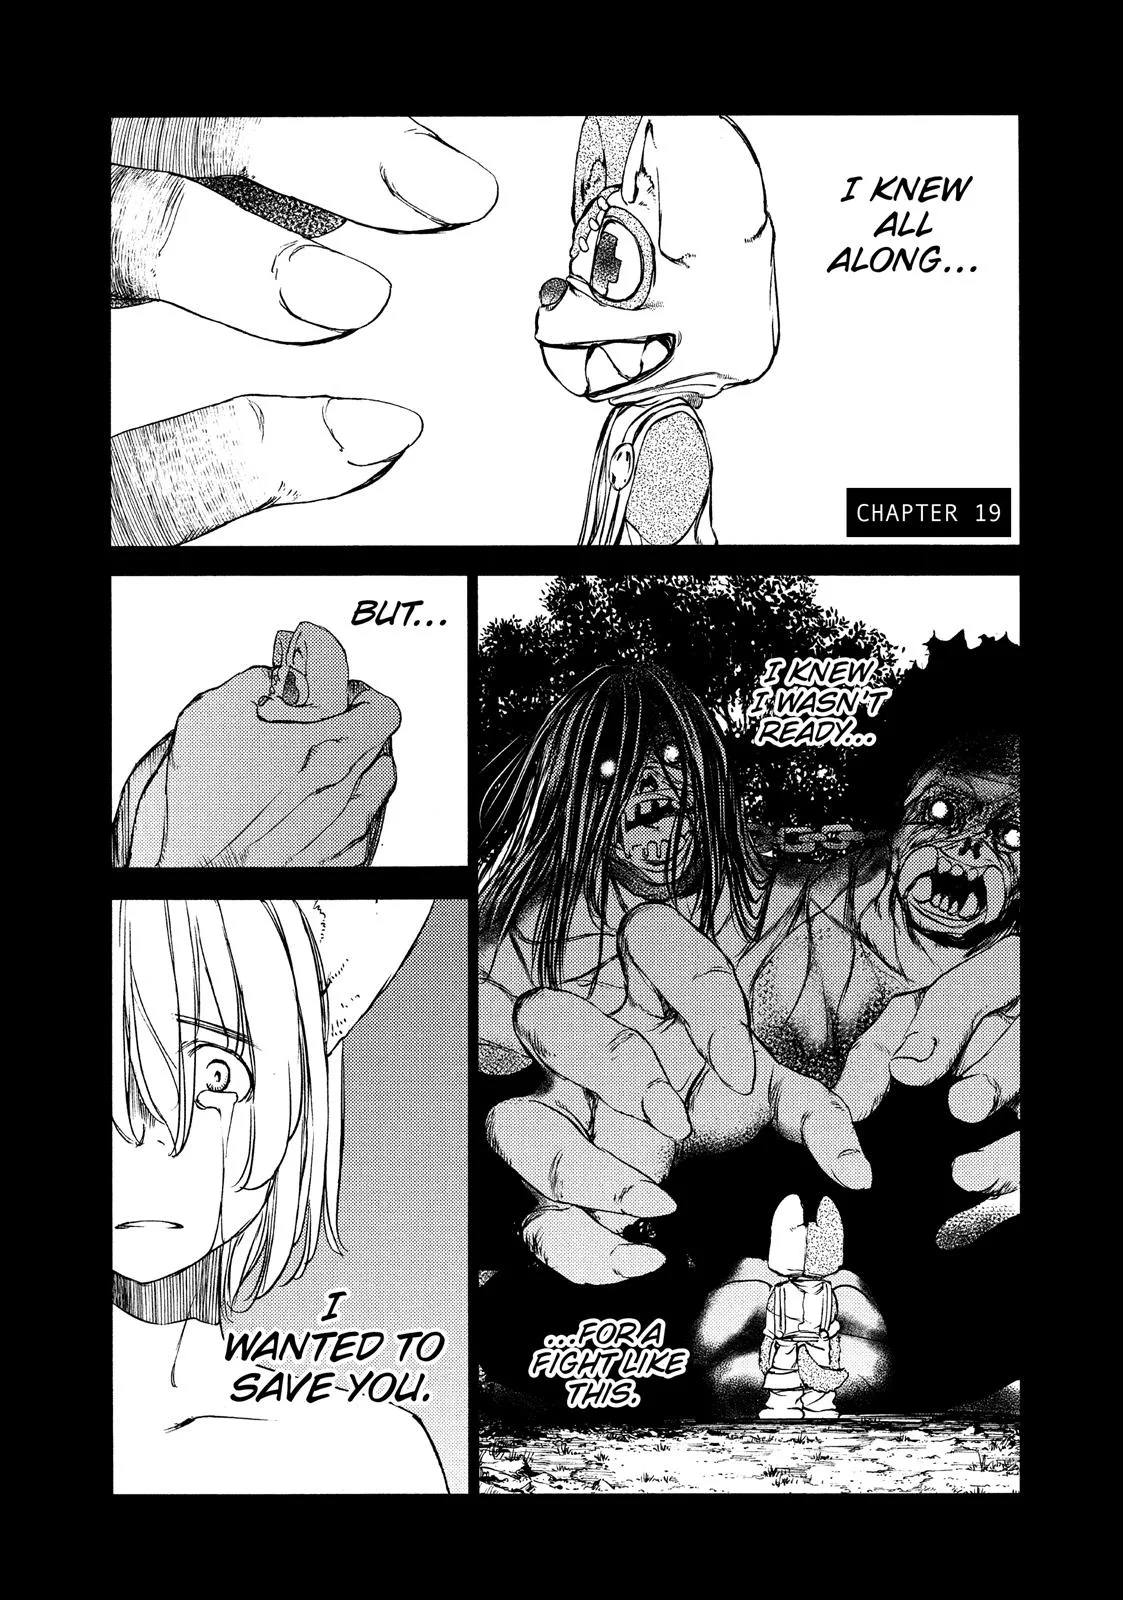 I KNEW
ALL
ALONG...
CHAPTER 19
I KNEW
I WASN'T
READY...
...FOR A
FIGHT LIKE
THIS.
BUT...
I
WANTED TO
SAVE YOU.